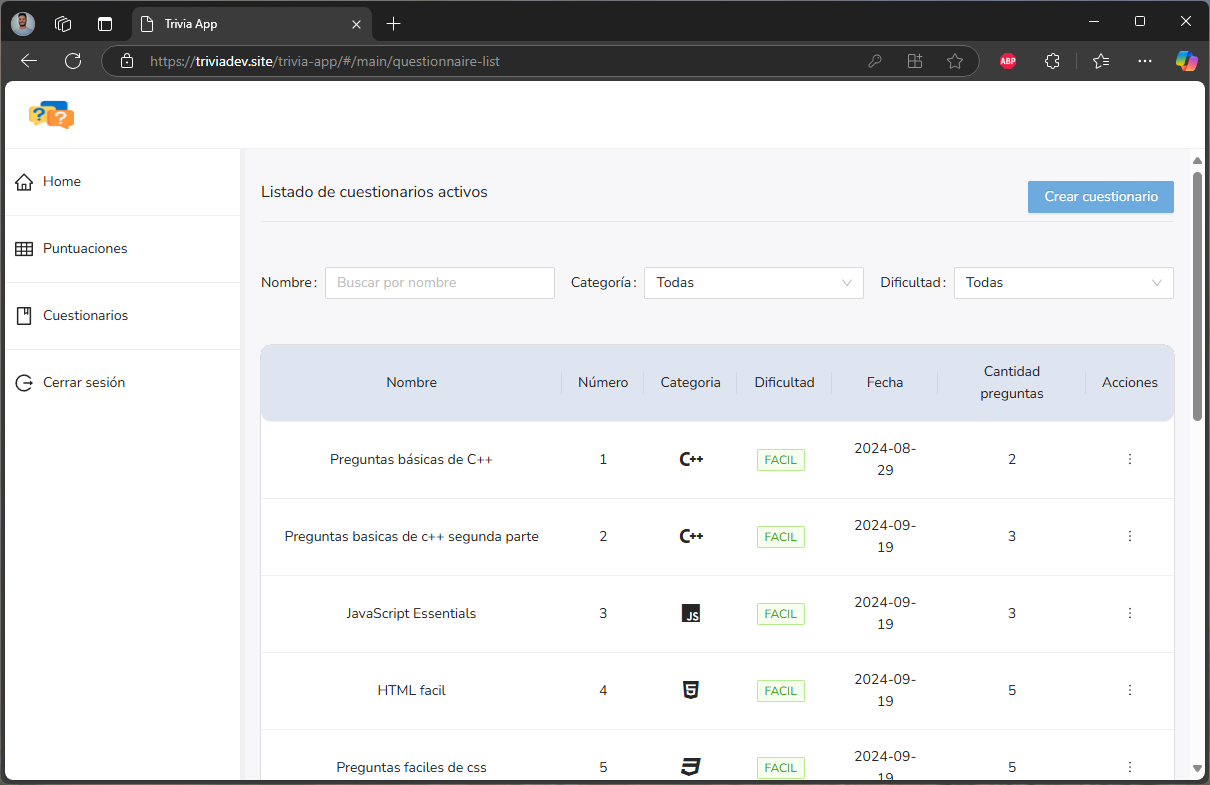 Trivia App
https://triviadev.site/trivia-app/#/main/questionnaire-list
ABP
? ?
Home
Puntuaciones
Cuestionarios
Cerrar sesión
Listado de cuestionarios activos
Crear cuestionario
Nombre: Buscar por nombre Categoría: Todas Dificultad: Todas
Nombre Número Categoria Dificultad Fecha Cantidad preguntas Acciones
Preguntas básicas de C++ 1 C++ FACIL 2024-08-29 2
Preguntas basicas de c++ segunda parte 2 C++ FACIL 2024-09-19 3
JavaScript Essentials 3 JS FACIL 2024-09-19 3
HTML facil 4 5 FACIL 2024-09-19 5
Preguntas faciles de css 5 3 FACIL 2024-09-19 5